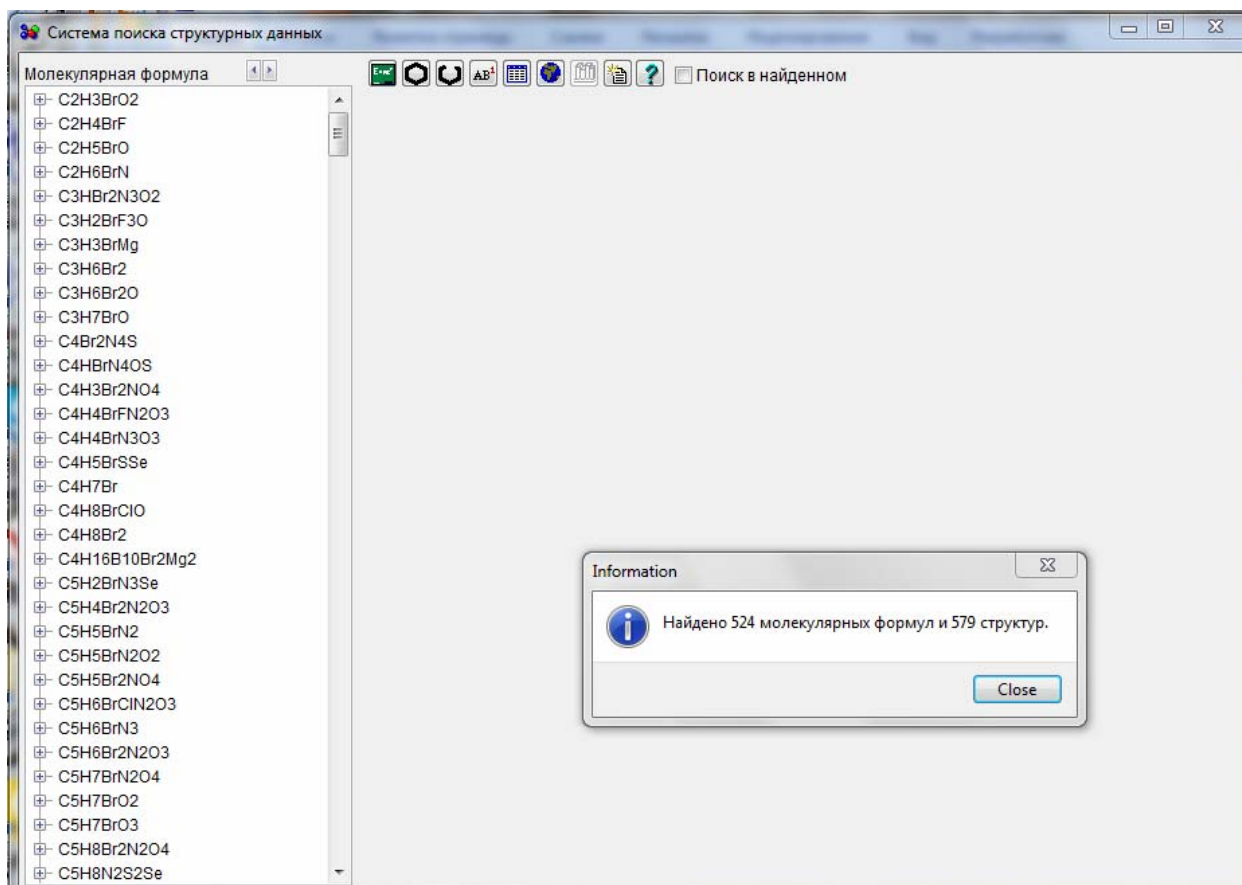 Система поиска структурных данных
Молекулярная формула
AB¹
?
Поиск в найденном
C2H3BrO2
C2H4BrF
C2H5BrO
C2H6BrN
C3HBr2N3O2
C3H2BrF3O
C3H3BrMg
C3H6Br2
C3H6Br2O
C3H7BrO
C4Br2N4S
C4HBrN4OS
C4H3Br2NO4
C4H4BrFN2O3
C4H4BrN3O3
C4H5BrSSe
C4H7Br
C4H8BrClO
C4H8Br2
C4H16B10Br2Mg2
C5H2BrN3Se
C5H4Br2N2O3
C5H5BrN2
C5H5BrN2O2
C5H5Br2NO4
C5H6BrClN2O3
C5H6BrN3
C5H6Br2N2O3
C5H7BrN2O4
C5H7BrO2
C5H7BrO3
C5H8Br2N2O4
C5H8N2S2Se
Information
Найдено 524 молекулярных формул и 579 структур.
Close